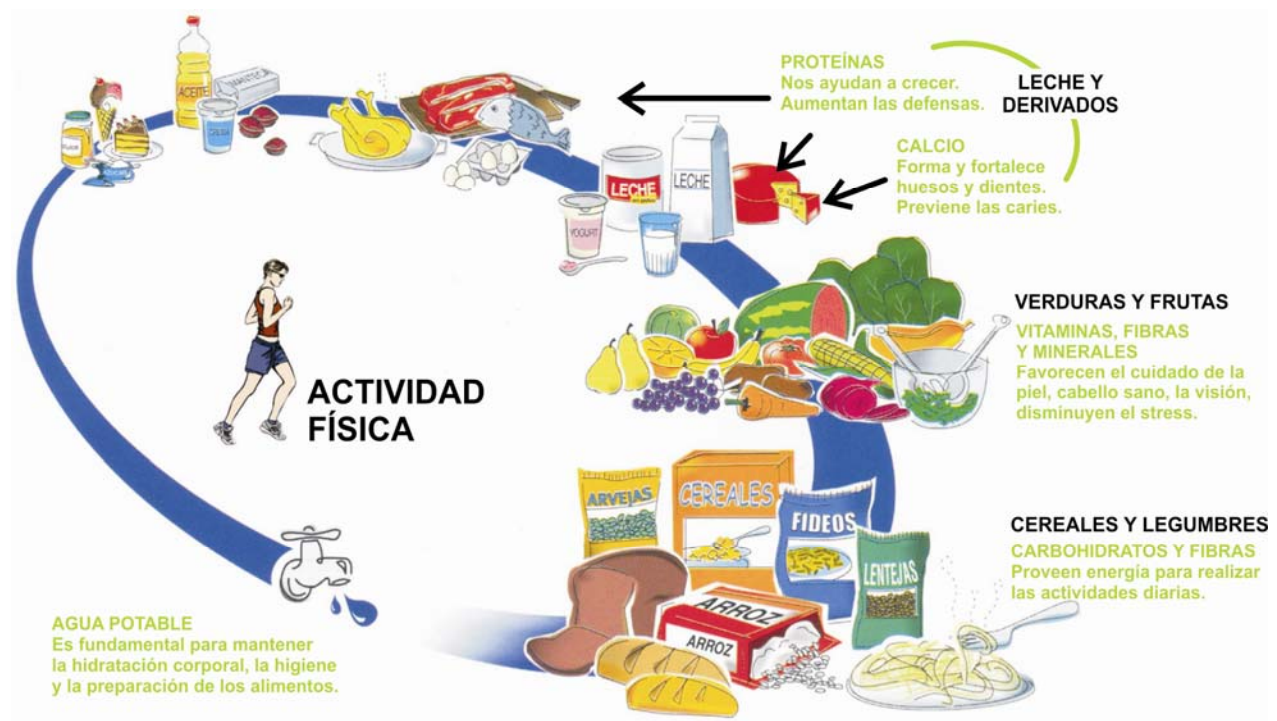 PROTEÍNAS
Nos ayudan a crecer.
Aumentan las defensas.
LECHE Y
DERIVADOS
CALCIO
Forma y fortalece
huesos y dientes.
Previene las caries.
ACEITE
MANTECA
CREMA
AZUCAR
LECHE
LECHE
YOGURT
VERDURAS Y FRUTAS
VITAMINAS, FIBRAS
Y MINERALES
Favorecen el cuidado de la
piel, cabello sano, la visión,
disminuyen el stress.
ACTIVIDAD
FÍSICA
ARVEJAS
CEREALES
FIDEOS
LENTEJAS
ARROZ
ARROZ
CEREALES Y LEGUMBRES
CARBOHIDRATOS Y FIBRAS
Proveen energía para realizar
las actividades diarias.
AGUA POTABLE
Es fundamental para mantener
la hidratación corporal, la higiene
y la preparación de los alimentos.